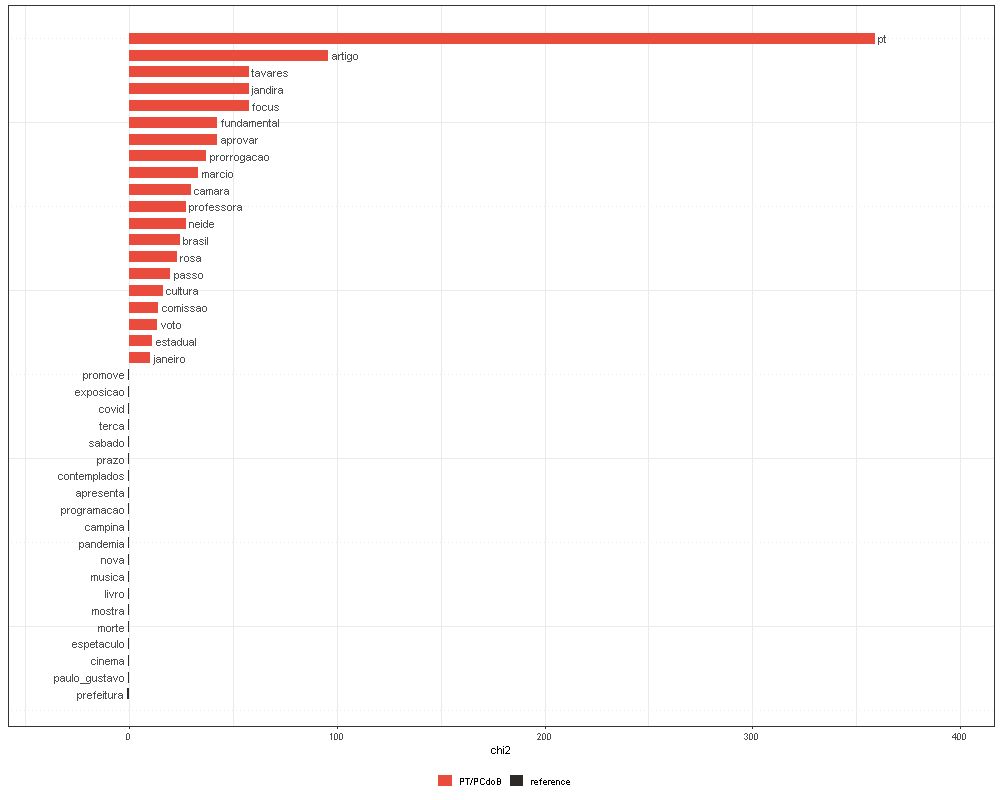 pt
artigo
tavares
jandira
focus
fundamental
aprovar
prorrogacao
marcio
camara
professora
neide
brasil
rosa
passo
cultura
comissao
voto
estadual
janeiro
promove
exposicao
covid
terca
sabado
prazo
contemplados
apresenta
programacao
campina
pandemia
nova
musica
livro
mostra
morte
espetaculo
cinema
paulo_gustavo
prefeitura
0 100 200 300 400
chi2
PT/PCdoB reference